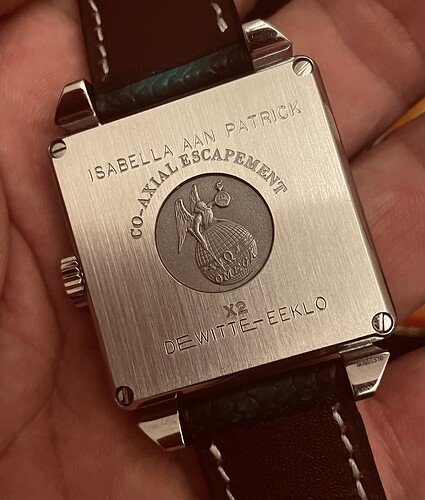 ISABELLA AAN PATRICK
CO-AXIAL ESCAPEMENT
Ω
OMEGA
X2
DEWITTE-EEKLO